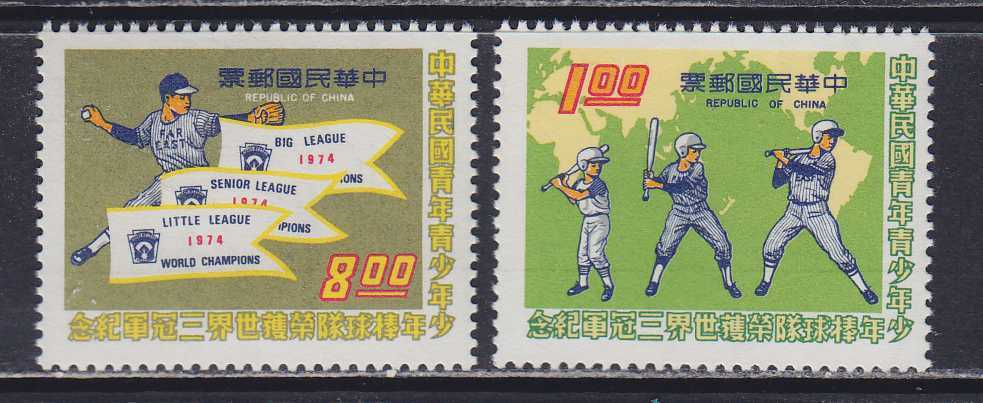 中華民國郵票
REPUBLIC OF CHINA
FAR
EAST
BIG LEAGUE
1974
IONS
SENIOR LEAGUE
1974
PIONS
LITTLE LEAGUE
1974
WORLD CHAMPIONS
8.00
中華民國青年青少年
少年棒球隊榮獲世界三冠軍紀念
1.00
中華民國郵票
REPUBLIC OF CHINA
中華民國青年青少年
少年棒球隊榮獲世界三冠軍紀念